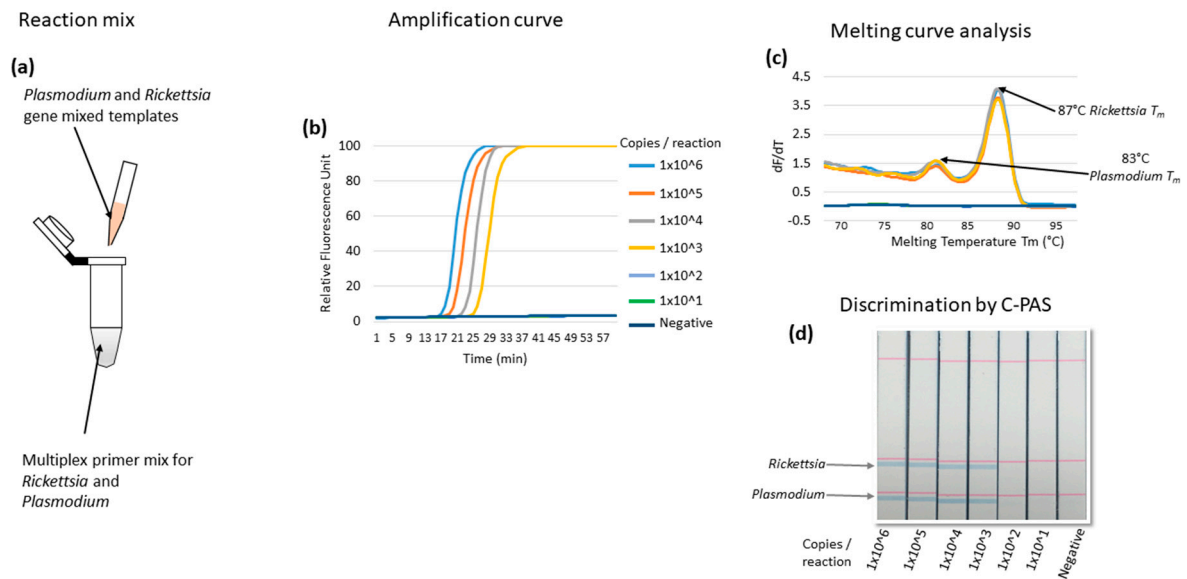 Reaction mix
(a)
Plasmodium and Rickettsia
gene mixed templates
Multiplex primer mix for
Rickettsia and
Plasmodium
Amplification curve
(b)
Relative Fluorescence Unit
100
80
60
40
20
0
1 5 9 13 17 21 25 29 33 37 41 45 49 53 57
Time (min)
Copies / reaction
1x10^6
1x10^5
1x10^4
1x10^3
1x10^2
1x10^1
Negative
Melting curve analysis
(c)
dF/dT
4.5
3.5
2.5
1.5
0.5
-0.5
70 75 80 85 90 95
Melting Temperature Tm (°C)
87°C Rickettsia Tm
83°C
Plasmodium Tm
Discrimination by C-PAS
(d)
Rickettsia
Plasmodium
Copies /
reaction
1x10^6
1x10^5
1x10^4
1x10^3
1x10^2
1x10^1
Negative